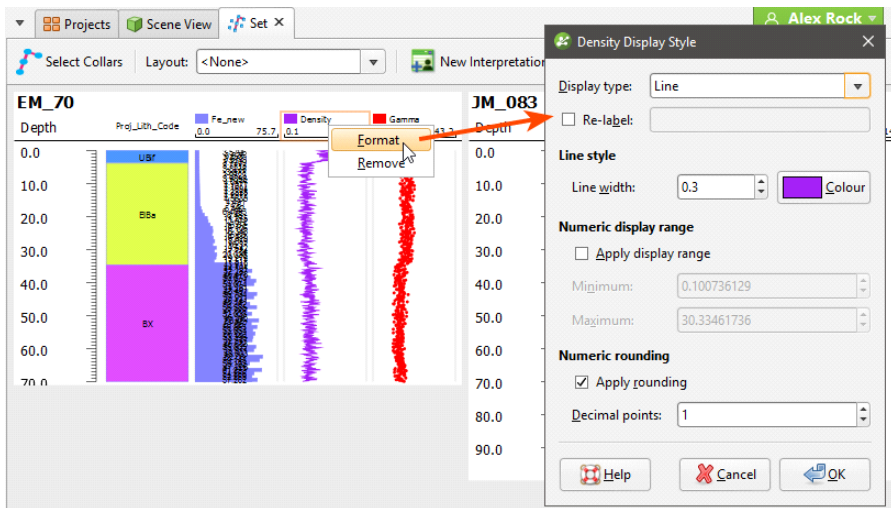 Projects Scene View Set
Alex Rock
Select Collars Layout: <None> New Interpretation
EM_70
Depth Proj_Lith_Code Fe_new Density Gamma
0.0 75.7 0.1 43.2
0.0
10.0
20.0
30.0
40.0
50.0
60.0
70.0
UBf
BBa
BX
Format
Remove
JM_083
Depth
0.0
10.0
20.0
30.0
40.0
50.0
60.0
70.0
80.0
90.0
Density Display Style
Display type: Line
Re-label:
Line style
Line width: 0.3 Colour
Numeric display range
Apply display range
Minimum: 0.100736129
Maximum: 30.33461736
Numeric rounding
Apply rounding
Decimal points: 1
Help Cancel OK